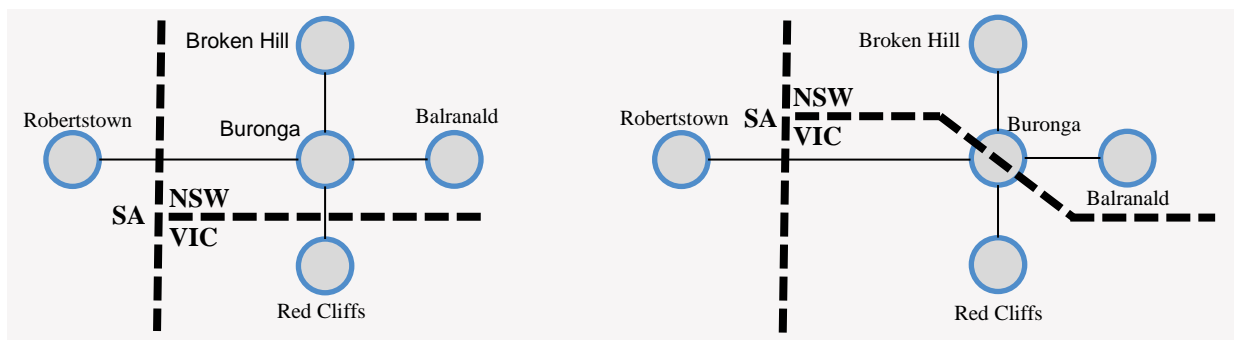 Broken Hill
Robertstown
Buronga
Balranald
NSW
SA
VIC
Red Cliffs
Broken Hill
NSW
SA
Robertstown
VIC
Buronga
Balranald
Red Cliffs